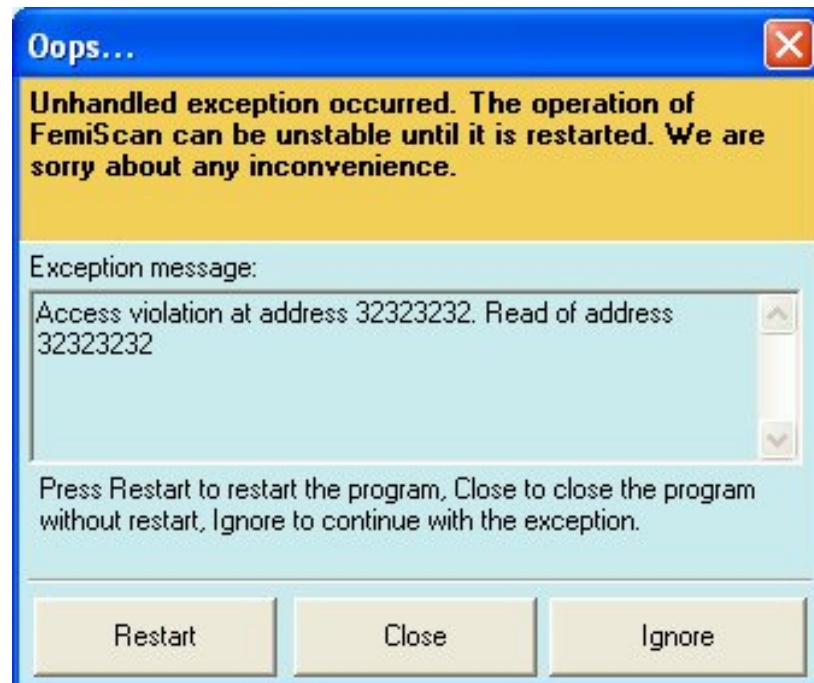 Oops...
Unhandled exception occurred. The operation of
FemiScan can be unstable until it is restarted. We are
sorry about any inconvenience.
Exception message:
Access violation at address 32323232. Read of address
32323232
Press Restart to restart the program, Close to close the program
without restart, Ignore to continue with the exception.
Restart
Close
Ignore